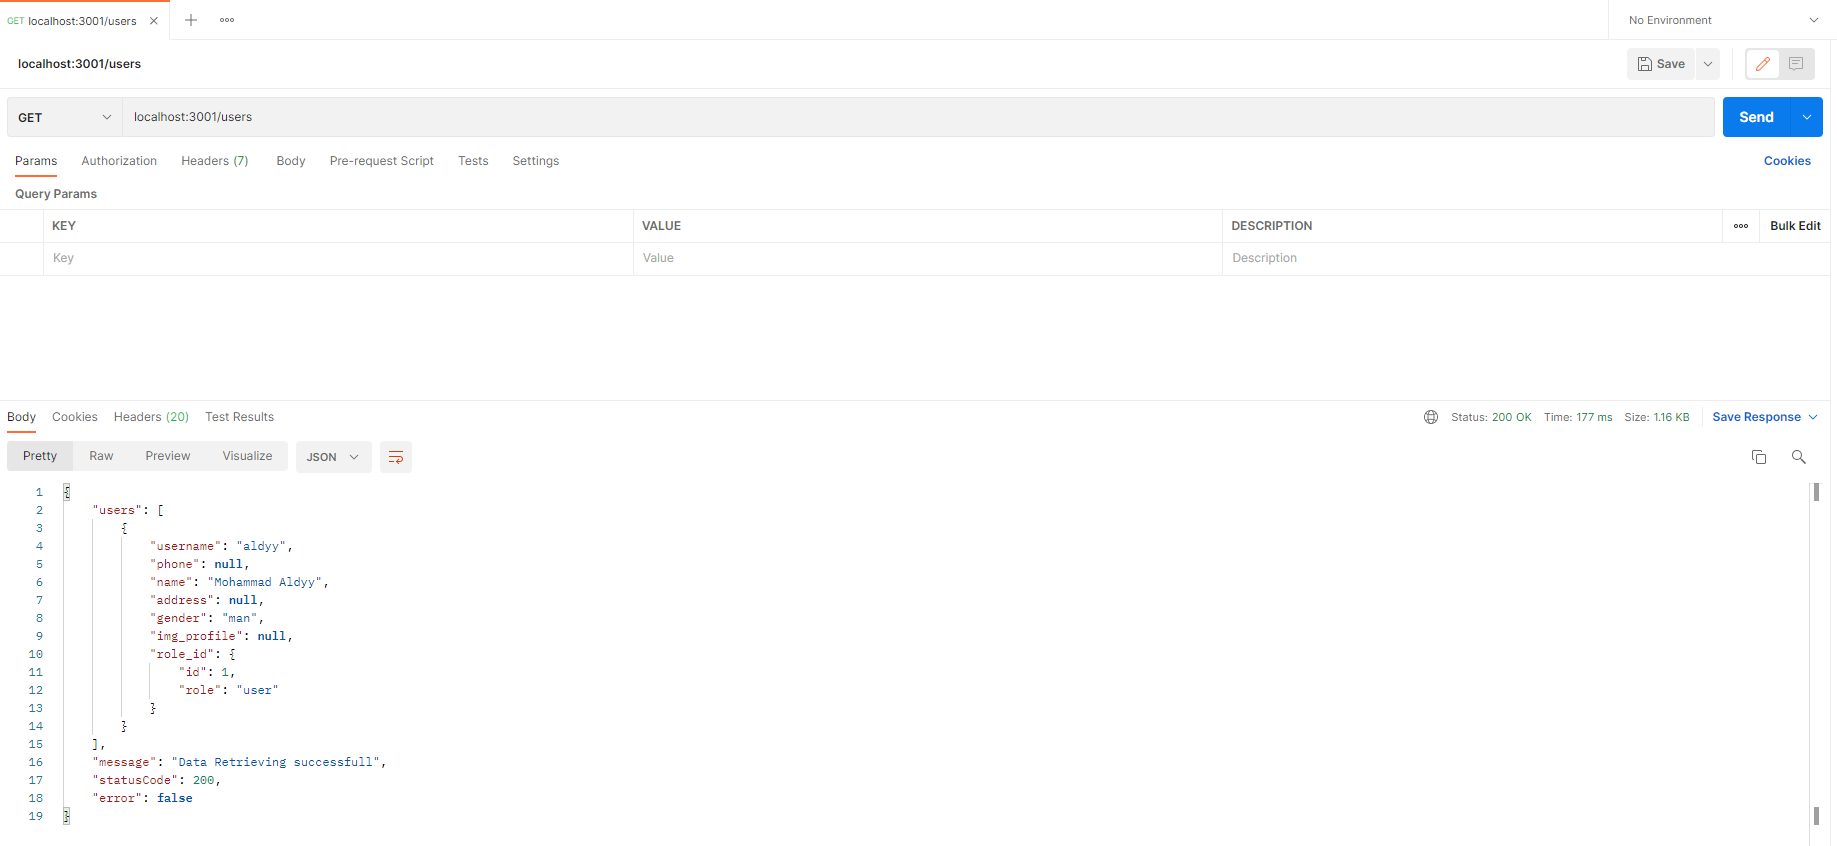 GET localhost:3001/users
No Environment
localhost:3001/users
Save
GET localhost:3001/users Send
Params Authorization Headers (7) Body Pre-request Script Tests Settings Cookies
Query Params
KEY VALUE DESCRIPTION Bulk Edit
Key Value Description
Body Cookies Headers (20) Test Results Status: 200 OK Time: 177 ms Size: 1.16 KB Save Response
Pretty Raw Preview Visualize JSON
1 {
2 "users": [
3 {
4 "username": "aldyy",
5 "phone": null,
6 "name": "Mohammad Aldyy",
7 "address": null,
8 "gender": "man",
9 "img_profile": null,
10 "role_id": {
11 "id": 1,
12 "role": "user"
13 }
14 }
15 ],
16 "message": "Data Retrieving successfull",
17 "statusCode": 200,
18 "error": false
19 }